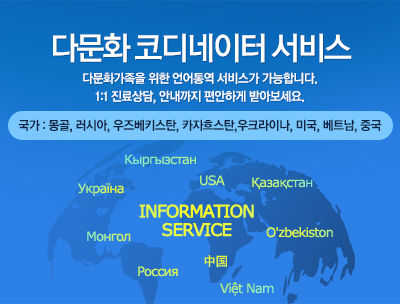 다문화 코디네이터 서비스
다문화가족을 위한 언어통역 서비스가 가능합니다.
1:1 진료상담, 안내까지 편안하게 받아보세요.
국가 : 몽골, 러시아, 우즈베키스탄, 카자흐스탄,우크라이나, 미국, 베트남, 중국
Кыргызстан
USA
Қазақстан
Україна
INFORMATION
SERVICE
Монгол
O'zbekiston
中国
Россия
Việt Nam